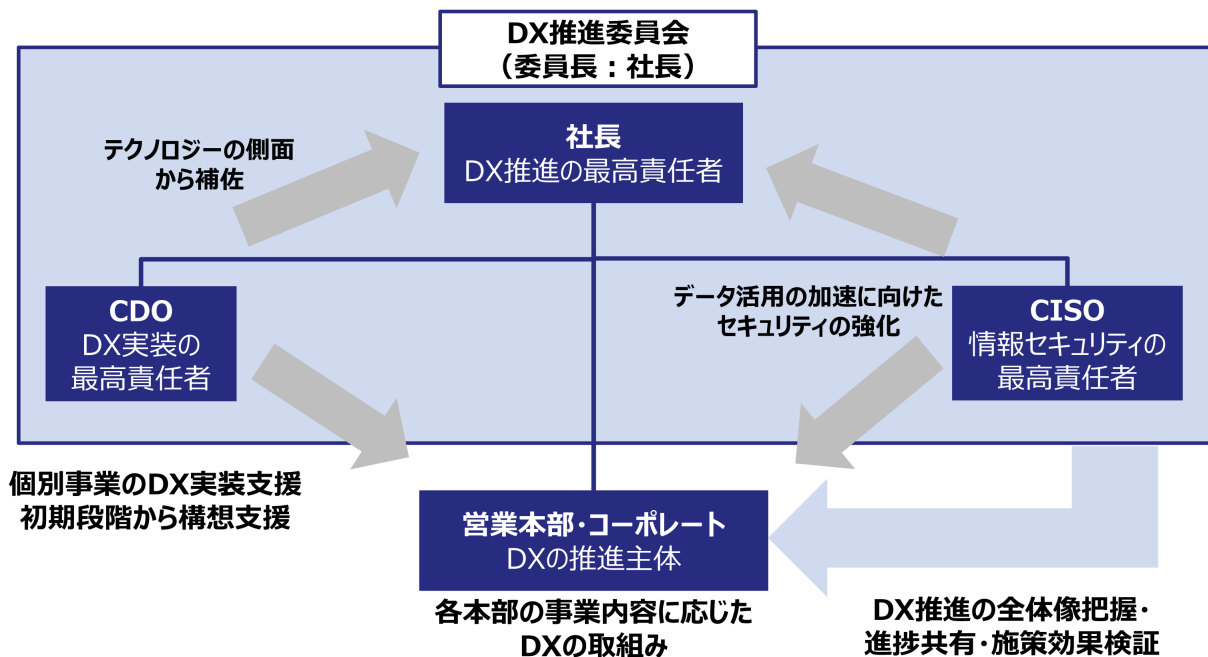 DX推進委員会
（委員長：社長）
社長
DX推進の最高責任者
テクノロジーの側面
から補佐
CDO
DX実装の
最高責任者
データ活用の加速に向けた
セキュリティの強化
CISO
情報セキュリティの
最高責任者
個別事業のDX実装支援
初期段階から構想支援
営業本部・コーポレート
DXの推進主体
各本部の事業内容に応じた
DXの取組み
DX推進の全体像把握・
進捗共有・施策効果検証